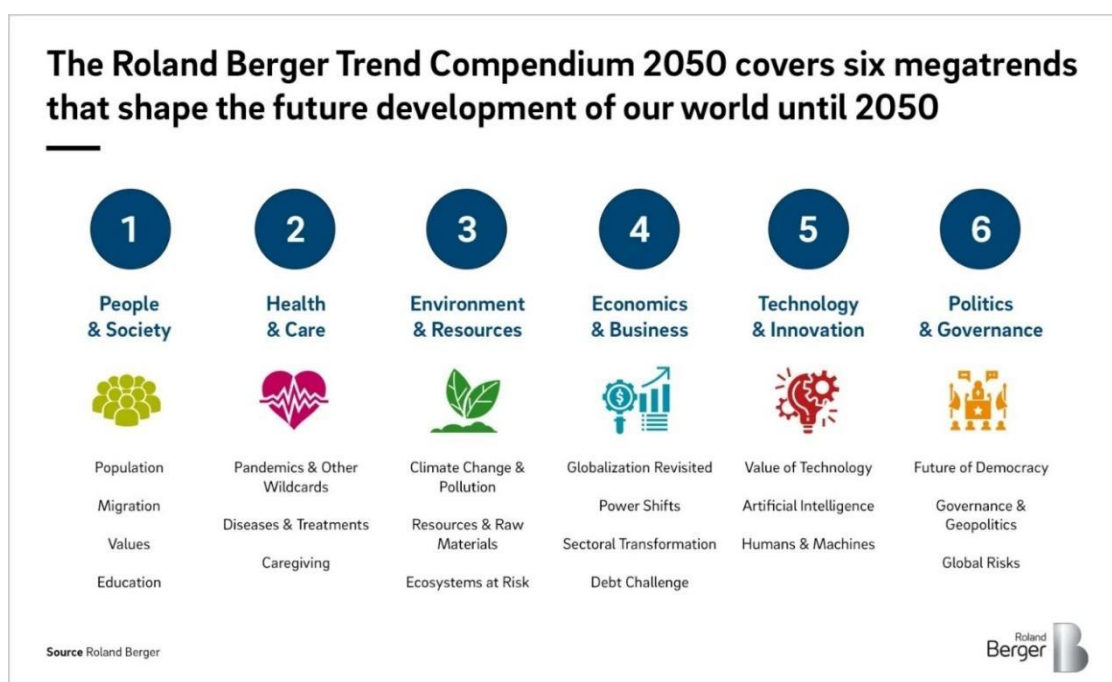 The Roland Berger Trend Compendium 2050 covers six megatrends
that shape the future development of our world until 2050
1
People
& Society
Population
Migration
Values
Education
2
Health
& Care
Pandemics & Other
Wildcards
Diseases & Treatments
Caregiving
3
Environment
& Resources
Climate Change &
Pollution
Resources & Raw
Materials
Ecosystems at Risk
4
Economics
& Business
$
Globalization Revisited
Power Shifts
Sectoral Transformation
Debt Challenge
5
Technology
& Innovation
Value of Technology
Artificial Intelligence
Humans & Machines
6
Politics
& Governance
Future of Democracy
Governance &
Geopolitics
Global Risks
Source Roland Berger
Roland
Berger
B